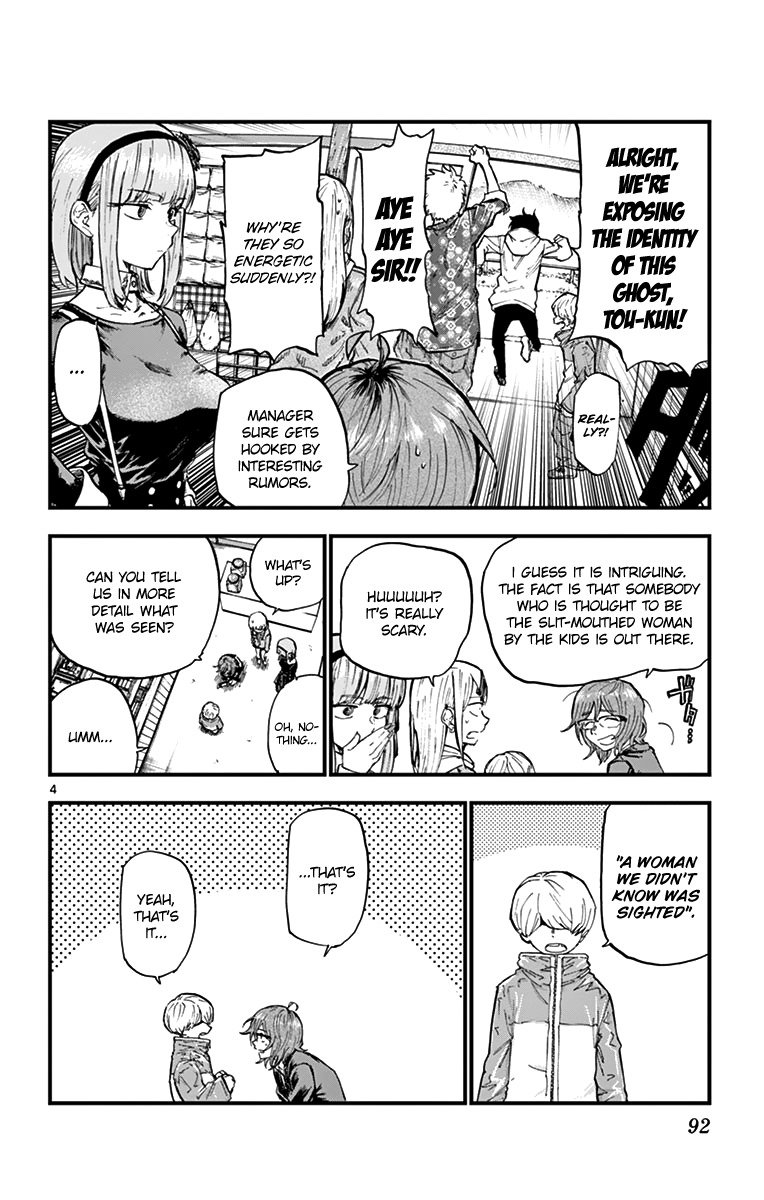 ALRIGHT,
WE'RE
EXPOSING
THE IDENTITY
OF THIS
GHOST,
TOU-KUN!
AYE
AYE
SIR!!
REAL-
LY?!
WHY'RE
THEY SO
ENERGETIC
SUDDENLY?!
MANAGER
SURE GETS
HOOKED BY
INTERESTING
RUMORS.
...
I GUESS IT IS INTRIGUING.
THE FACT IS THAT SOMEBODY
WHO IS THOUGHT TO BE
THE SLIT-MOUTHED WOMAN
BY THE KIDS IS OUT THERE.
HUUUUUH?
IT'S REALLY
SCARY.
WHAT'S
UP?
OH, NO-
THING...
CAN YOU TELL
US IN MORE
DETAIL WHAT
WAS SEEN?
UMM...
4
"A WOMAN
WE DIDN'T
KNOW WAS
SIGHTED".
...THAT'S
IT?
YEAH,
THAT'S
IT...
92